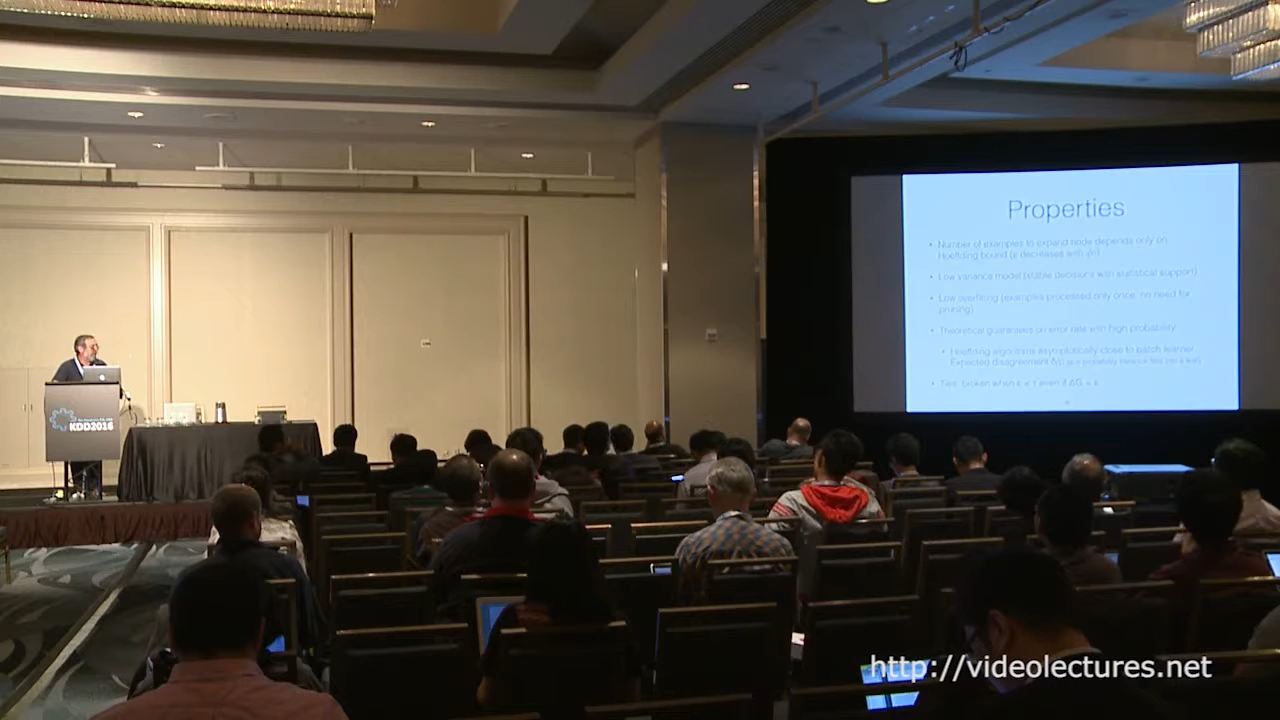 Properties
• Number of examples to expand node depends only on
Hoeffding bound (ε decreases with
• Low variance model (stable decisions with statistical support)
• Low overfitting (examples processed only once, no need for
pruning)
• Theoretical guarantees on error rate with high probability
• Hoeffding algorithms asymptotically close to batch learner.
Expected disagreement
• Ties: broken when ε < τ even if ΔG < ε
KDD2016
http://videolectures.net